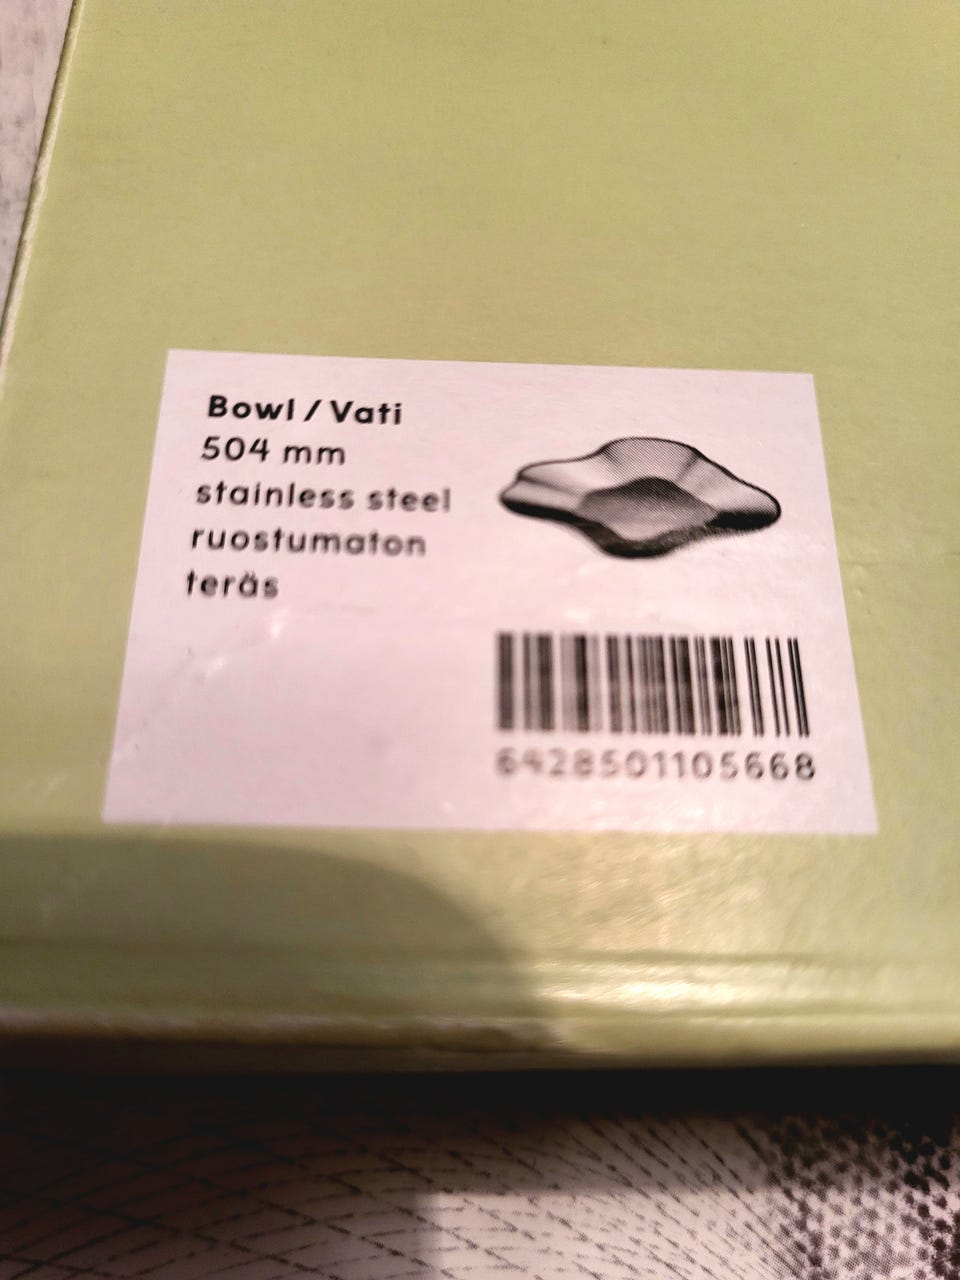 Bowl / Vati
504 mm
stainless steel
ruostumaton
teräs
6428501105668